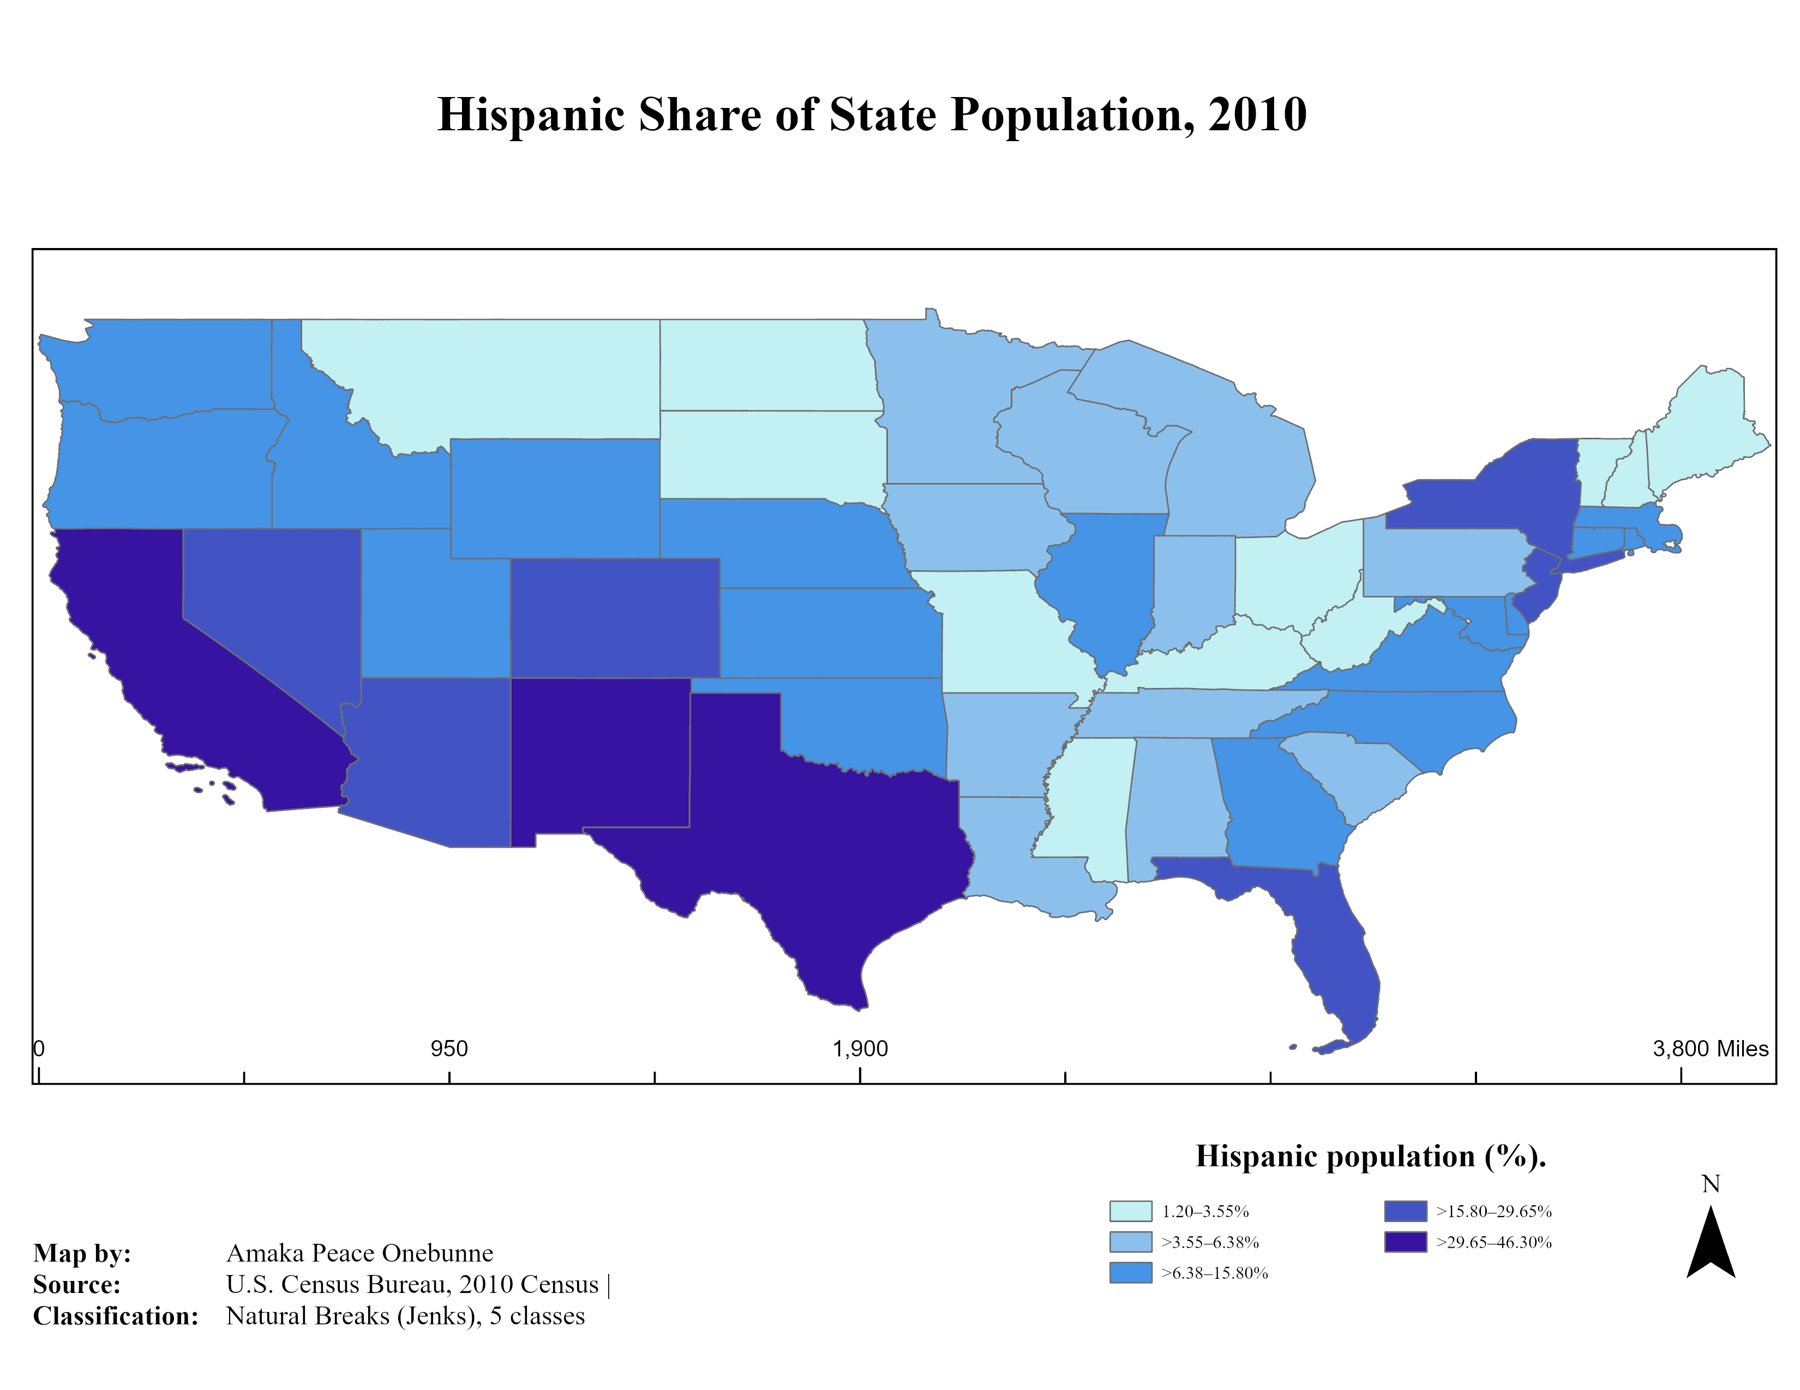 Hispanic Share of State Population, 2010
0 950 1,900 3,800 Miles
Hispanic population (%).
N
1.20–3.55%
>3.55–6.38%
>6.38–15.80%
>15.80–29.65%
>29.65–46.30%
Map by: Amaka Peace Onebunne
Source: U.S. Census Bureau, 2010 Census |
Classification: Natural Breaks (Jenks), 5 classes